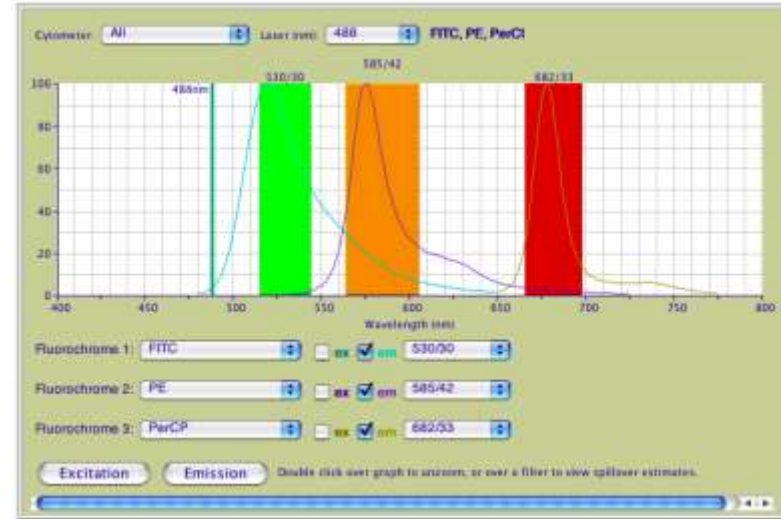 Cytometer: All Laser (nm): 488 FITC, PE, PerCl
585/42
530/30 682/33
488nm
100
80
60
40
20
0
400 450 500 550 600 650 700 750 800
Wavelength (nm)
Fluorochrome 1: FITC ex em 530/30
Fluorochrome 2: PE ex em 585/42
Fluorochrome 3: PerCP ex em 682/33
Excitation Emission Double click over graph to unzoom, or over a filter to view spillover estimates.